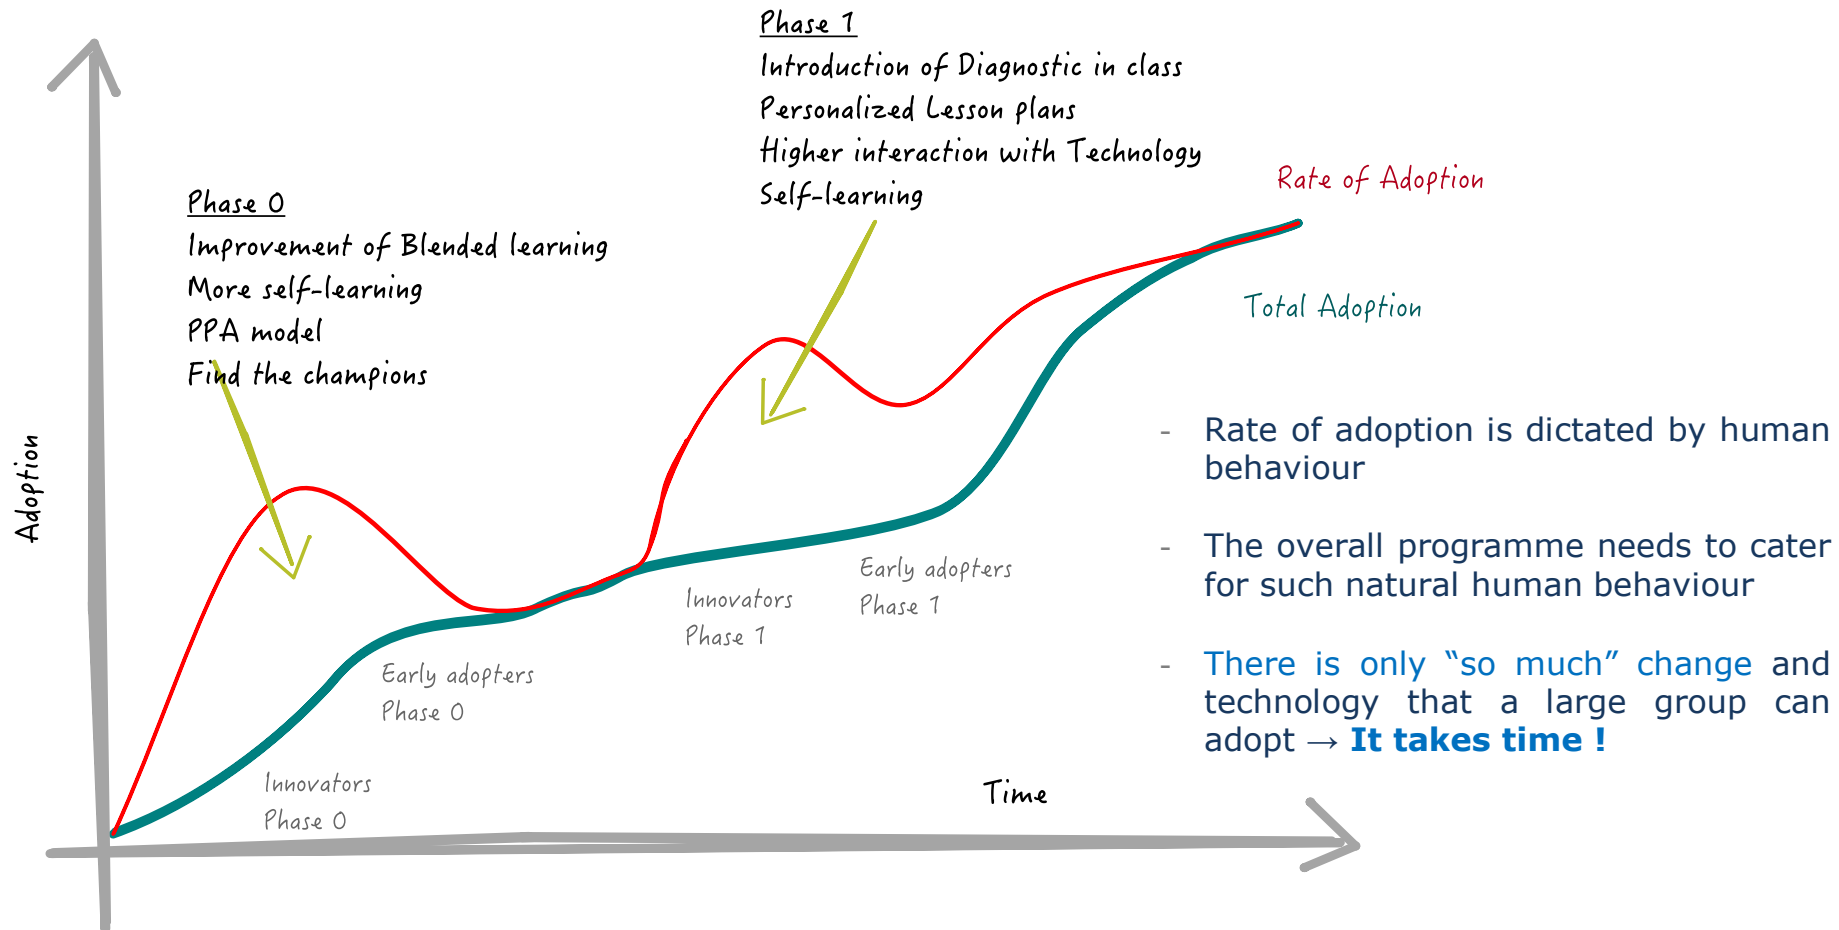 Phase 1
Introduction of Diagnostic in class
Personalized Lesson plans
Higher interaction with Technology
Self-learning
Rate of Adoption
Phase 0
Improvement of Blended learning
More self-learning
PPA model
Find the champions
Total Adoption
Adoption
- Rate of adoption is dictated by human
behaviour
- The overall programme needs to cater
for such natural human behaviour
- There is only “so much” change and
technology that a large group can
adopt → It takes time !
Early adopters
Phase 1
Innovators
Phase 1
Early adopters
Phase 0
Innovators
Phase 0
Time